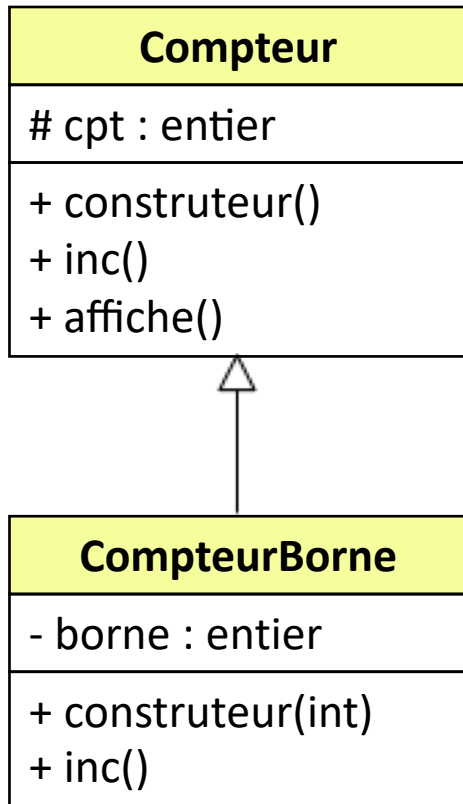 Compteur
# cpt : entier
+ construteur()
+ inc()
+ affiche()
CompteurBorne
- borne : entier
+ construteur(int)
+ inc()